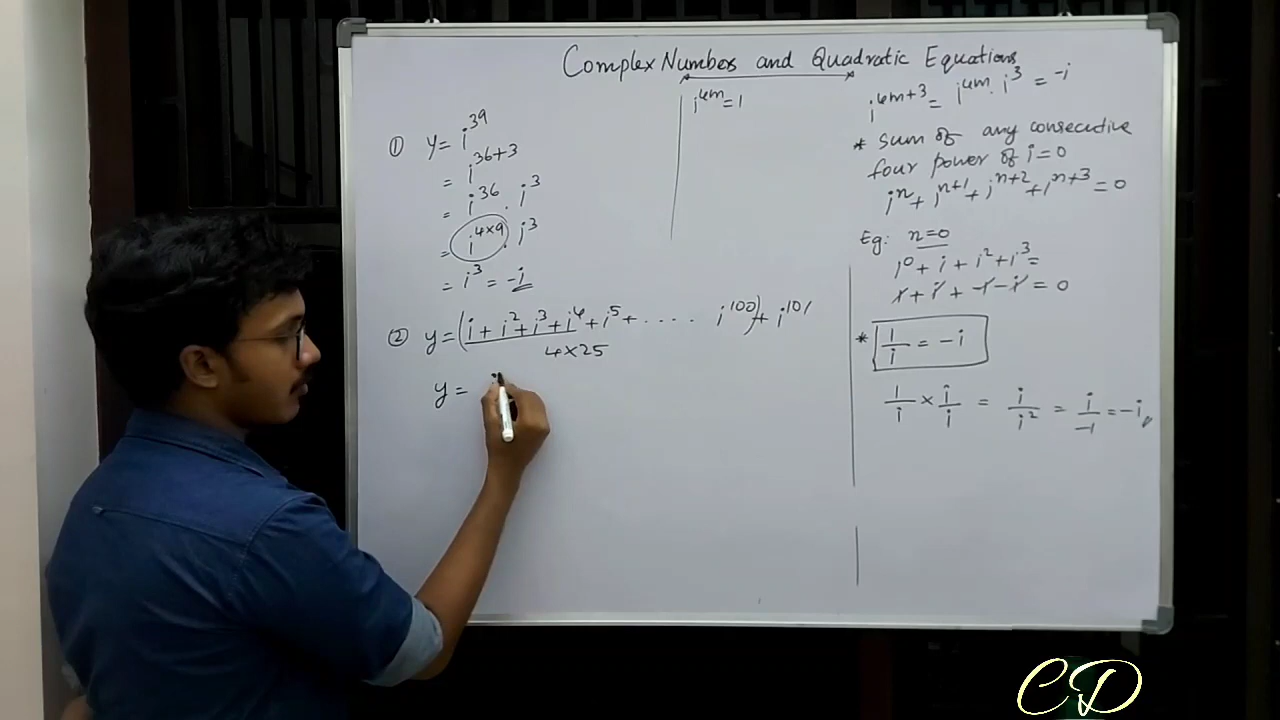 Complex Numbers and Quadratic Equations
① y = i^39
= i^36+3
= i^36 . i^3
= i^4×9 . i^3
= i^3 = -i
② y = (i + i^2 + i^3 + i^4 + i^5 + . . . . i^100) + i^101
4×25
y =
i^4m = 1
i^4m+3 = i^4m . i^3 = -i
* sum of any consecutive
four power of i = 0
i^n + i^n+1 + i^n+2 + i^n+3 = 0
Eg: n=0
i^0 + i + i^2 + i^3 =
1 + i + -1 - i = 0
* 1/i = -i
1/i × i/i = i/i^2 = i/-1 = -i
CD